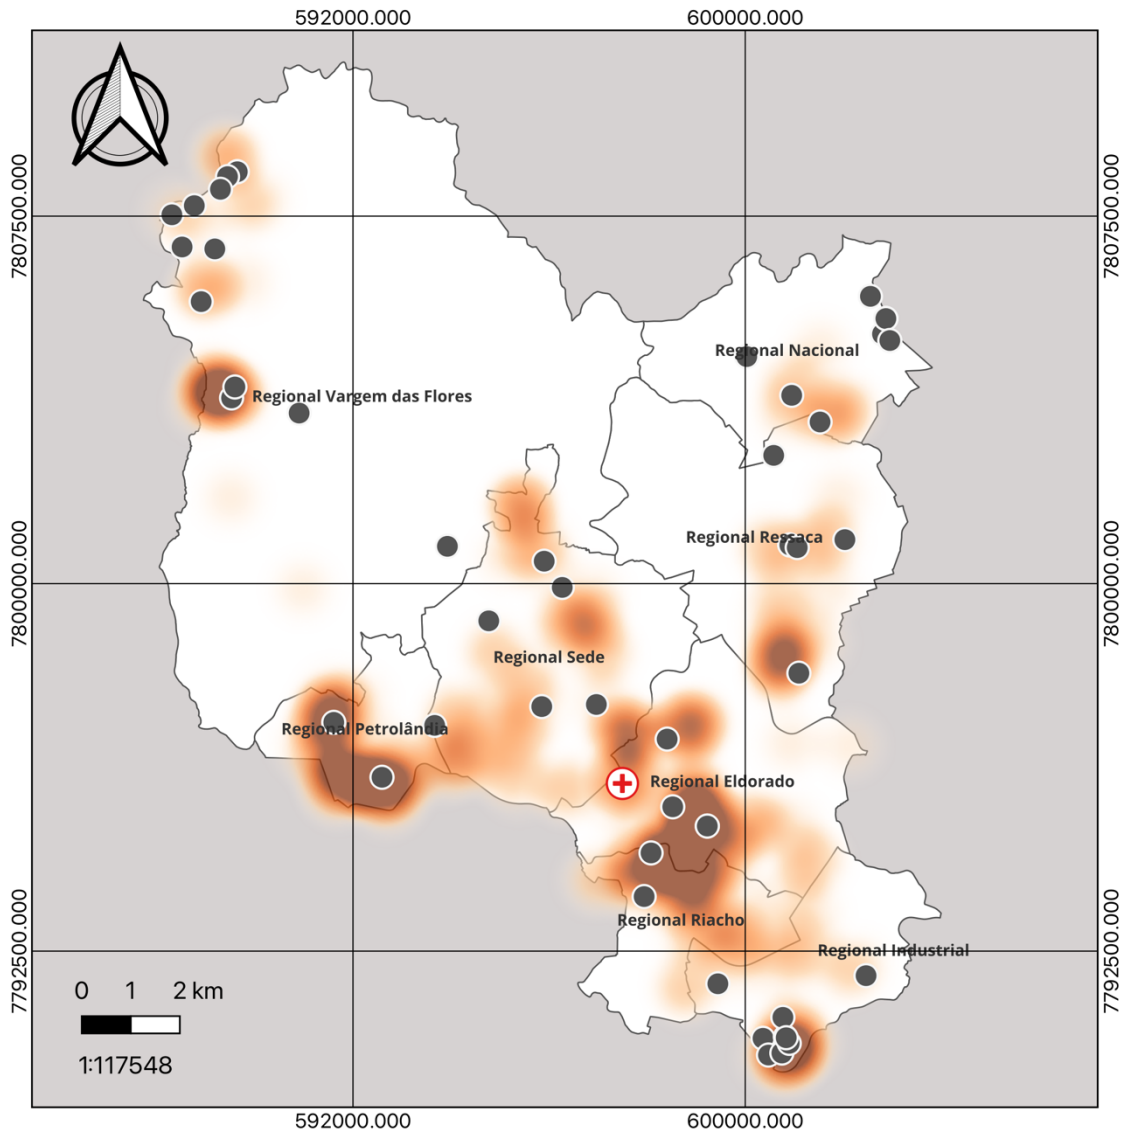 592000.000
600000.000
7807500.000
7807500.000
Regional Nacional
Regional Vargem das Flores
Regional Ressaca
7800000.000
7800000.000
Regional Sede
Regional Petrolândia
Regional Eldorado
Regional Riacho
7792500.000
7792500.000
Regional Industrial
0 1 2 km
1:117548
592000.000
600000.000